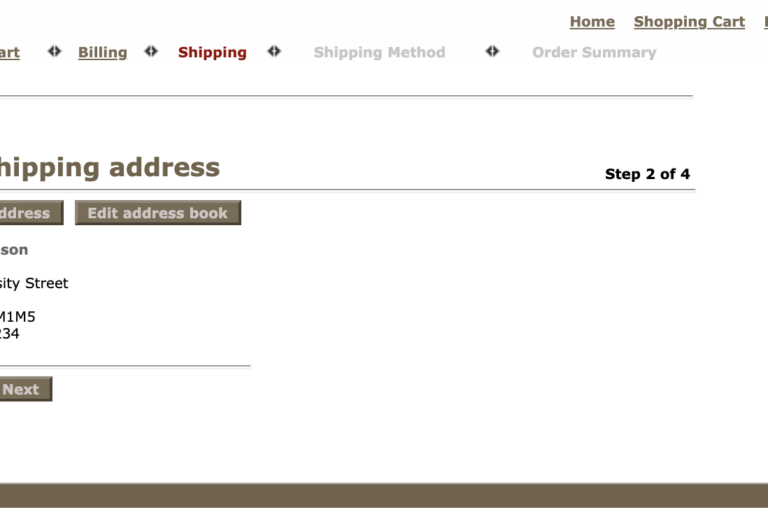 Home Shopping Cart
art Billing Shipping Shipping Method Order Summary
hipping address
Step 2 of 4
ddress Edit address book
son
sity Street
M1M5
234
Next